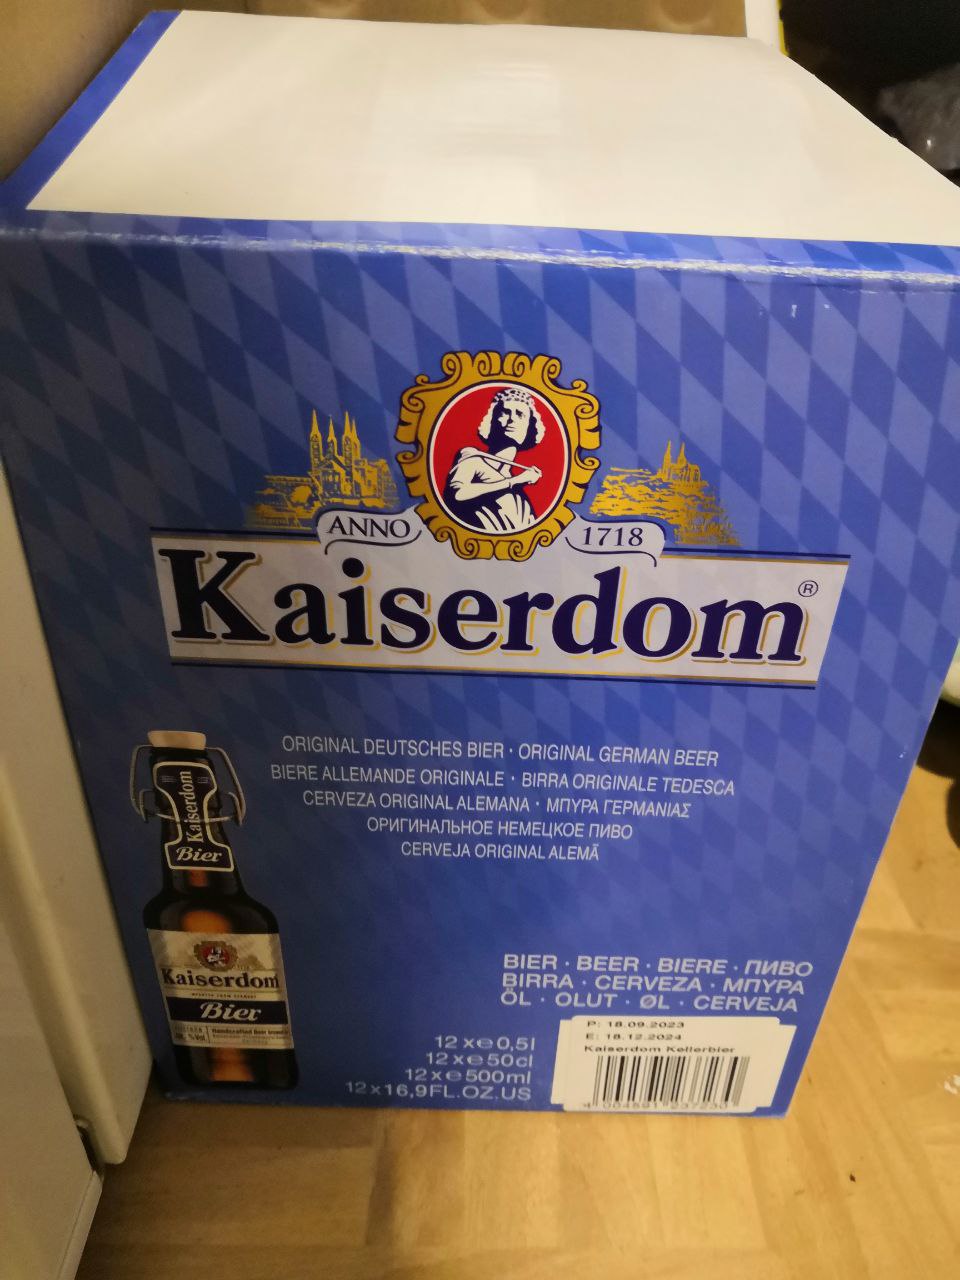 ANNO 1718
Kaiserdom®
ORIGINAL DEUTSCHES BIER · ORIGINAL GERMAN BEER
BIERE ALLEMANDE ORIGINALE · BIRRA ORIGINALE TEDESCA
CERVEZA ORIGINAL ALEMANA · ΜΠΥΡΑ ΓΕΡΜΑΝΙΑΣ
ОРИГИНАЛЬНОЕ НЕМЕЦКОЕ ПИВО
CERVEJA ORIGINAL ALEMÃ
Kaiserdom
Bier
Kaiserdom
Bier
BIER · BEER · BIERE · ПИВО
BIRRA · CERVEZA · ΜΠΥΡΑ
ÖL · OLUT · ØL · CERVEJA
12 x℮0,5l
12 x℮50cl
12x℮500ml
12x16,9FL.OZ.US
P: 18.09.2023
E: 18.12.2024
Kaiserdom Kellerbier